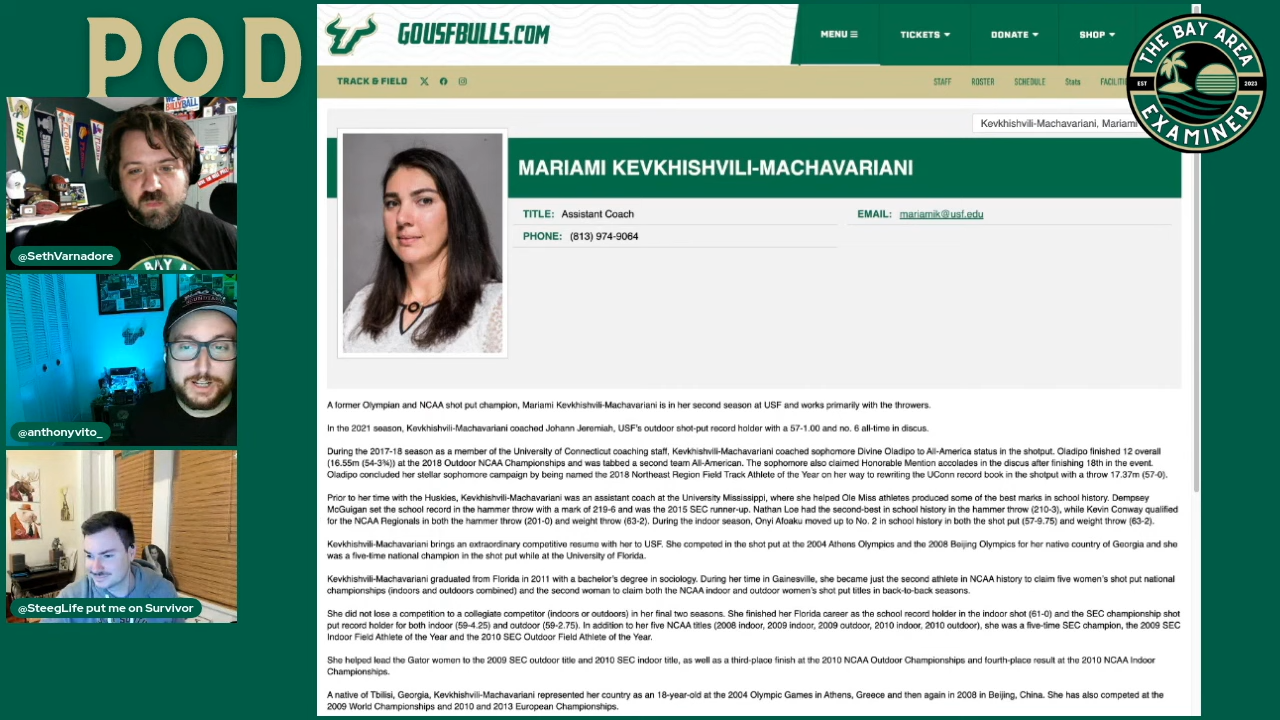 POD
GOUSFBULLS.COM
MENU
TICKETS
DONATE
SHOP
THE BAY AREA
EST
2023
EXAMINER
TRACK & FIELD
STAFF
ROSTER
SCHEDULE
Stats
Kevkhishvili-Machavariani, Mariami
MARIAMI KEVKHISHVILI-MACHAVARIANI
TITLE: Assistant Coach
EMAIL: mariamik@usf.edu
PHONE: (813) 974-9064
A former Olympian and NCAA shot put champion, Mariami Kevkhishvili-Machavariani is in her second season at USF and works primarily with the throwers.
In the 2021 season, Kevkhishvili-Machavariani coached Johann Jeremiah, USF's outdoor shot-put record holder with a 57-1.00 and no. 6 all-time in discus.
During the 2017-18 season as a member of the University of Connecticut coaching staff, Kevkhishvili-Machavariani coached sophomore Divine Oladipo to All-America status in the shotput. Oladipo finished 12 overall
(16.55m (54-3¾)) at the 2018 Outdoor NCAA Championships and was tabbed a second team All-American. The sophomore also claimed Honorable Mention accolades in the discus after finishing 18th in the event.
Oladipo concluded her stellar sophomore campaign by being named the 2018 Northeast Region Field Track Athlete of the Year on her way to rewriting the UConn record book in the shotput with a throw 17.37m (57-0).
Prior to her time with the Huskies, Kevkhishvili-Machavariani was an assistant coach at the University Mississippi, where she helped Ole Miss athletes produced some of the best marks in school history. Dempsey
McGuigan set the school record in the hammer throw with a mark of 219-6 and was the 2015 SEC runner-up. Nathan Loe had the second-best in school history in the hammer throw (210-3), while Kevin Conway qualified
for the NCAA Regionals in both the hammer throw (201-0) and weight throw (63-2). During the indoor season, Onyi Afoaku moved up to No. 2 in school history in both the shot put (57-9.75) and weight throw (63-2).
Kevkhishvili-Machavariani brings an extraordinary competitive resume with her to USF. She competed in the shot put at the 2004 Athens Olympics and the 2008 Beijing Olympics for her native country of Georgia and she
was a five-time national champion in the shot put while at the University of Florida.
Kevkhishvili-Machavariani graduated from Florida in 2011 with a bachelor's degree in sociology. During her time in Gainesville, she became just the second athlete in NCAA history to claim five women's shot put national
championships (indoors and outdoors combined) and the second woman to claim both the NCAA indoor and outdoor women's shot put titles in back-to-back seasons.
She did not lose a competition to a collegiate competitor (indoors or outdoors) in her final two seasons. She finished her Florida career as the school record holder in the indoor shot (61-0) and the SEC championship shot
put record holder for both indoor (59-4.25) and outdoor (59-2.75). In addition to her five NCAA titles (2008 indoor, 2009 indoor, 2009 outdoor, 2010 indoor, 2010 outdoor), she was a five-time SEC champion, the 2009 SEC
Indoor Field Athlete of the Year and the 2010 SEC Outdoor Field Athlete of the Year.
She helped lead the Gator women to the 2009 SEC outdoor title and 2010 SEC indoor title, as well as a third-place finish at the 2010 NCAA Outdoor Championships and fourth-place result at the 2010 NCAA Indoor
Championships.
A native of Tbilisi, Georgia, Kevkhishvili-Machavariani represented her country as an 18-year-old at the 2004 Olympic Games in Athens, Greece and then again in 2008 in Beijing, China. She has also competed at the
2009 World Championships and 2010 and 2013 European Championships.
@SethVarnadore
@anthonyvito_
@SteegLife put me on Survivor